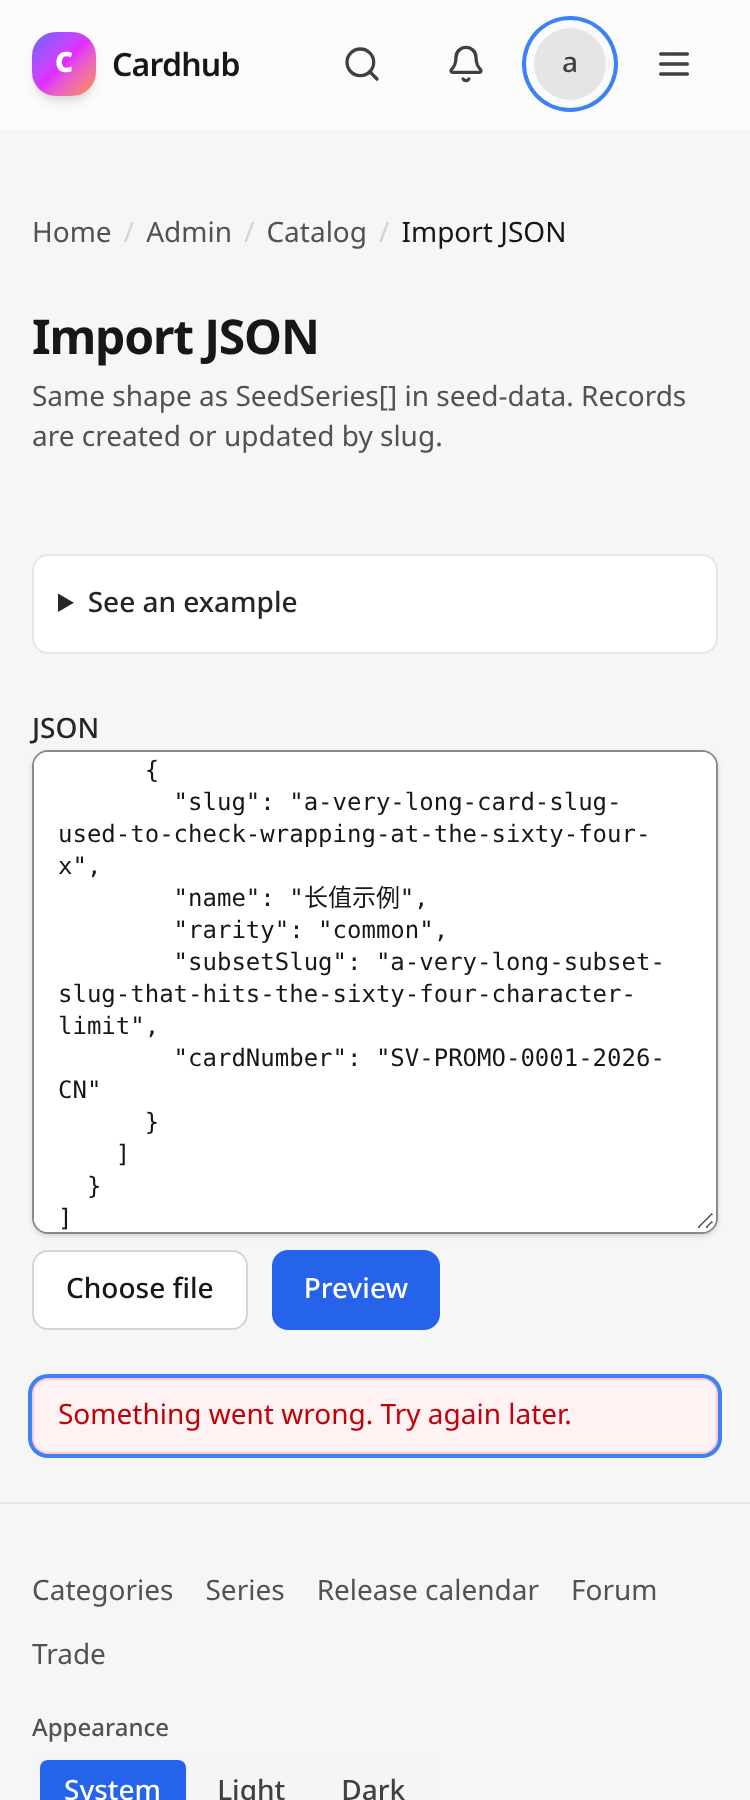 C Cardhub a
Home / Admin / Catalog / Import JSON
Import JSON
Same shape as SeedSeries[] in seed-data. Records
are created or updated by slug.
See an example
JSON
{
"slug": "a-very-long-card-slug-
used-to-check-wrapping-at-the-sixty-four-
x",
"name": "长值示例",
"rarity": "common",
"subsetSlug": "a-very-long-subset-
slug-that-hits-the-sixty-four-character-
limit",
"cardNumber": "SV-PROMO-0001-2026-
CN"
}
]
}
]
Choose file Preview
Something went wrong. Try again later.
Categories Series Release calendar Forum
Trade
Appearance
System Light Dark